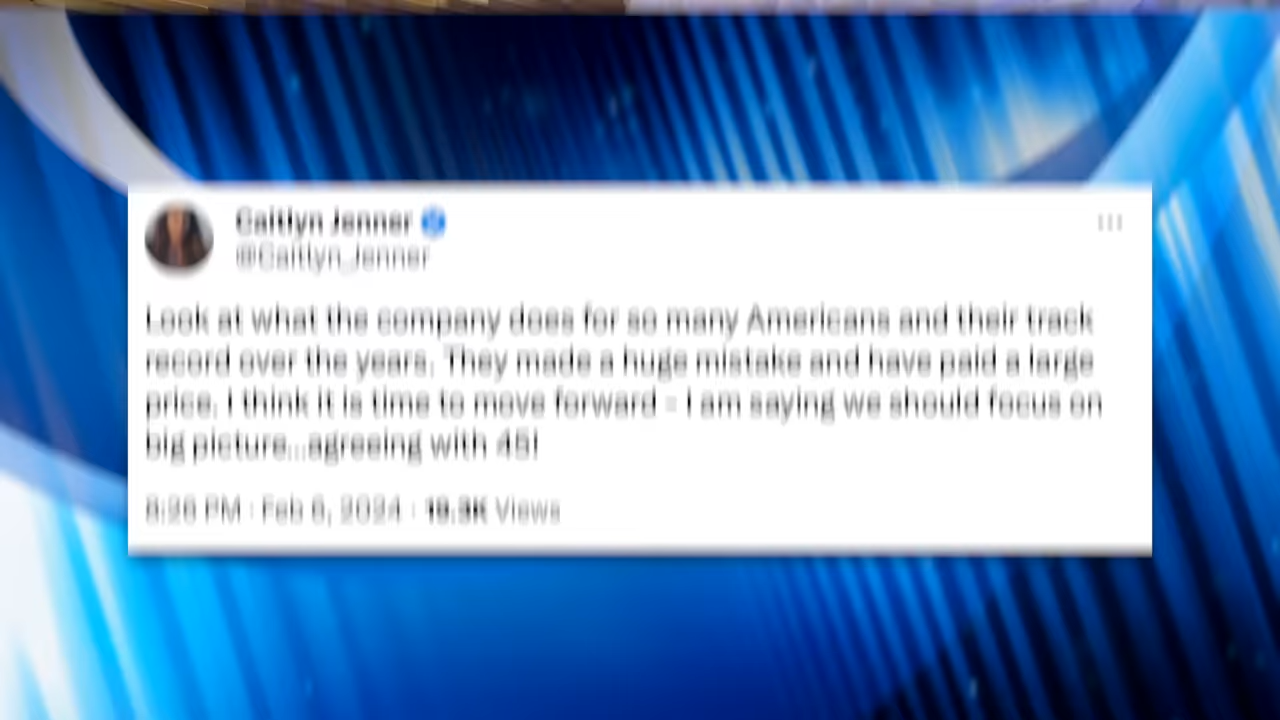 Caitlyn Jenner
@Caitlyn_Jenner
Look at what the company does for so many Americans and their track
record over the years. They made a huge mistake and have paid a large
price. I think it is time to move forward - I am saying we should focus on
big picture...agreeing with 45!
8:26 PM · Feb 6, 2024 · 19.3K Views